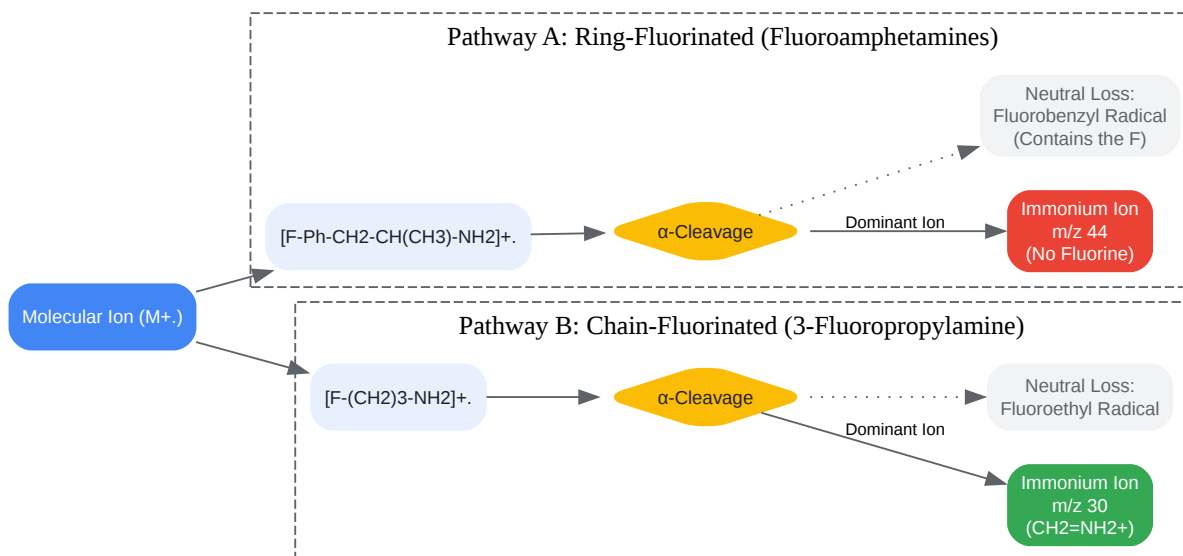 Pathway A: Ring-Fluorinated (Fluoroamphetamines)
Neutral Loss:
Fluorobenzyl Radical
(Contains the F)
[F-Ph-CH2-CH(CH3)-NH2]+.
α-Cleavage
Dominant Ion
Immonium Ion
m/z 44
(No Fluorine)
Molecular Ion (M+.)
Pathway B: Chain-Fluorinated (3-Fluoropropylamine)
[F-(CH2)3-NH2]+.
α-Cleavage
Neutral Loss:
Fluoroethyl Radical
Dominant Ion
Immonium Ion
m/z 30
(CH2=NH2+)